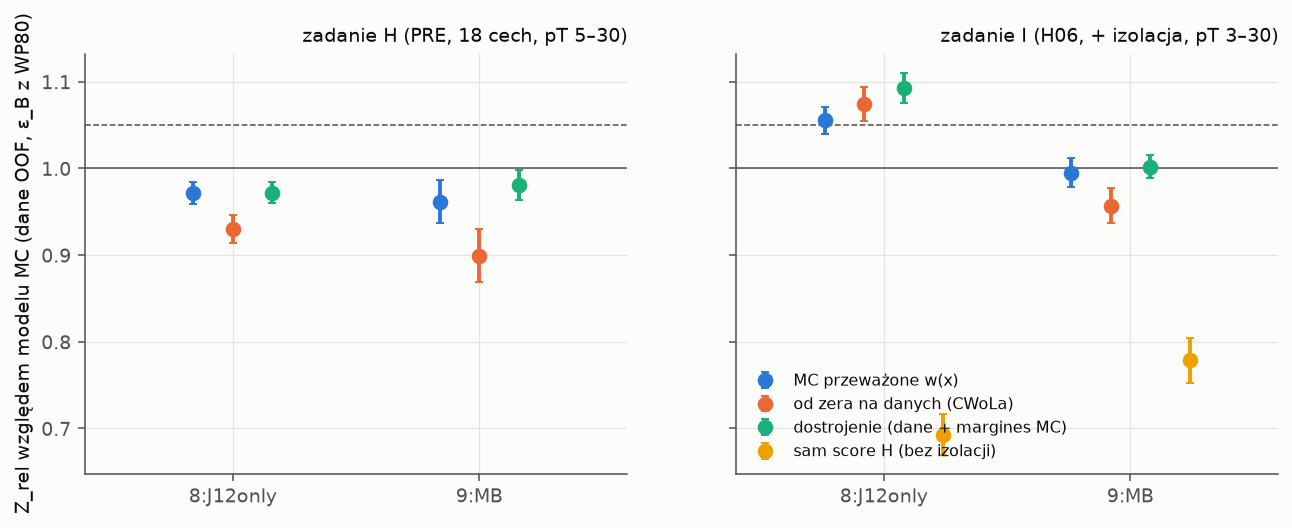 zadanie H (PRE, 18 cech, pT 5–30)
zadanie I (H06, + izolacja, pT 3–30)
Z_rel względem modelu MC (dane OOF, ε_B z WP80)
1.1
1.0
0.9
0.8
0.7
MC przeważone w(x)
od zera na danych (CWoLa)
dostrojenie (dane + margines MC)
sam score H (bez izolacji)
8:J12only
9:MB
8:J12only
9:MB